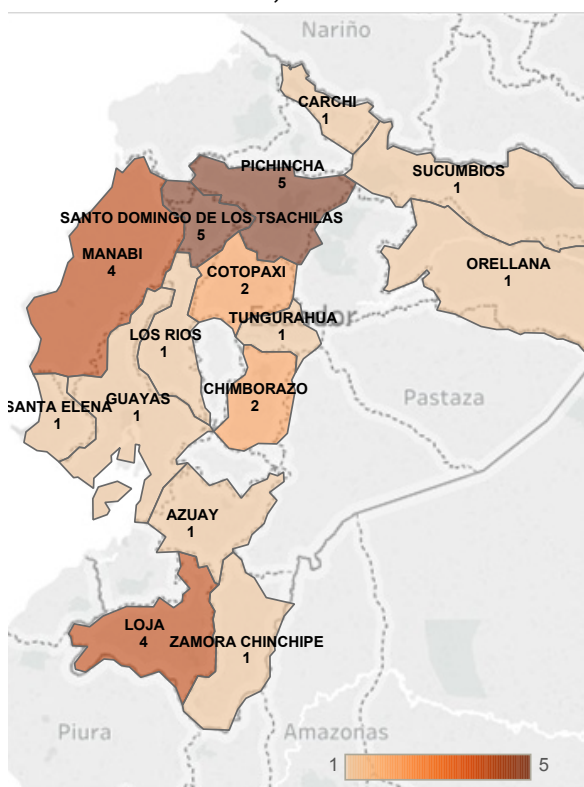 Nariño
CARCHI
1
PICHINCHA
5
SUCUMBIOS
1
SANTO DOMINGO DE LOS TSACHILAS
5
MANABI
4
COTOPAXI
2
ORELLANA
1
Ecuador
TUNGURAHUA
1
LOS RIOS
1
CHIMBORAZO
2
Pastaza
SANTA ELENA
1
GUAYAS
1
AZUAY
1
LOJA
4
ZAMORA CHINCHIPE
1
Piura
Amazonas
1 5